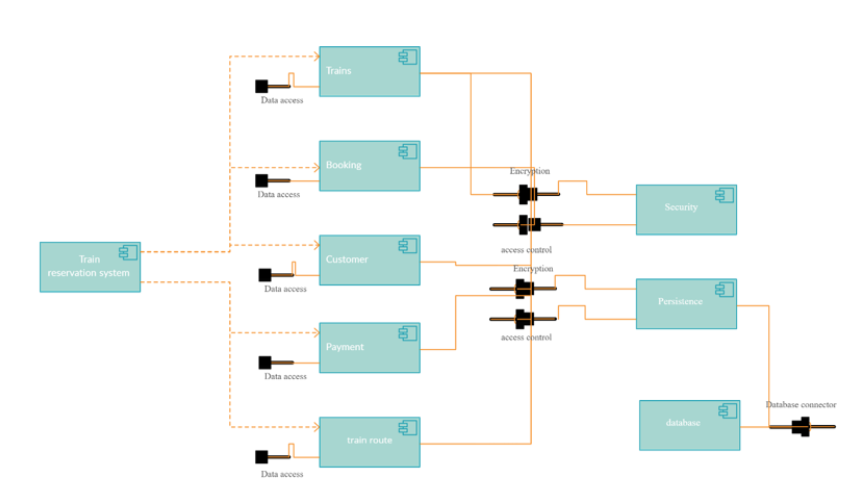 Trains
Data access
Booking
Data access
Encryption
Security
access control
Train
reservation system
Customer
Data access
Encryption
Persistence
access control
Payment
Data access
Database connector
database
train route
Data access